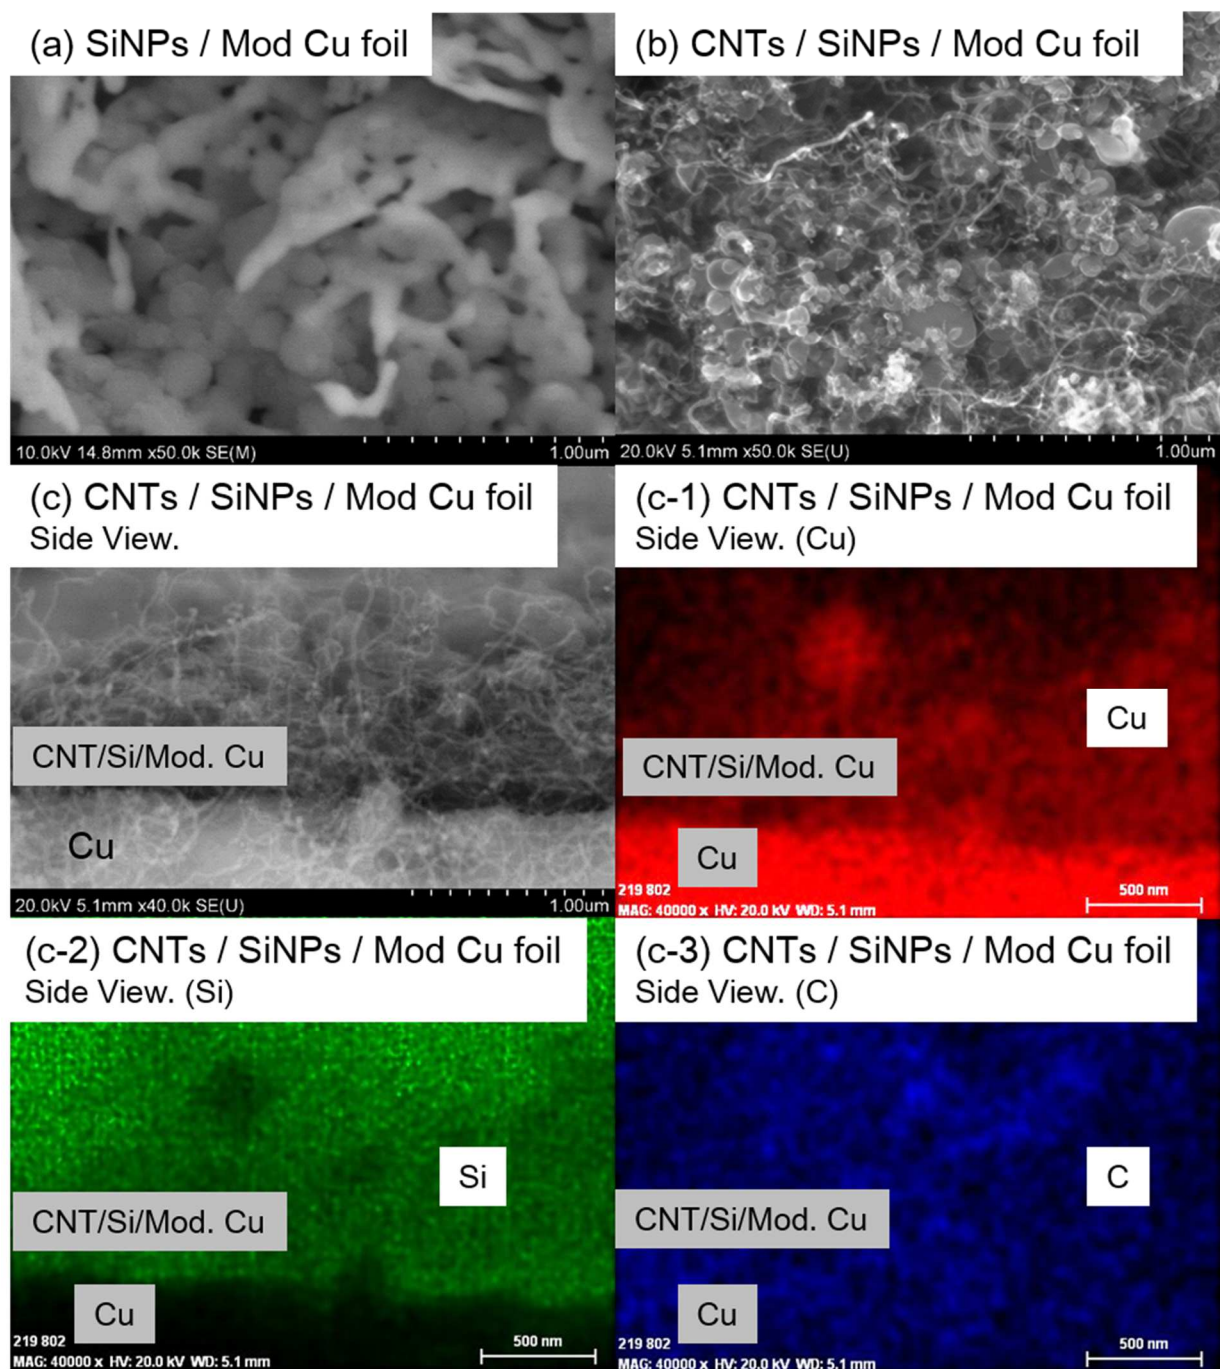 (a) SiNPs / Mod Cu foil
10.0kV 14.8mm x50.0k SE(M)
1.00um
(b) CNTs / SiNPs / Mod Cu foil
20.0kV 5.1mm x50.0k SE(U)
1.00um
(c) CNTs / SiNPs / Mod Cu foil
Side View.
CNT/Si/Mod. Cu
Cu
20.0kV 5.1mm x40.0k SE(U)
1.00um
(c-1) CNTs / SiNPs / Mod Cu foil
Side View. (Cu)
Cu
CNT/Si/Mod. Cu
Cu
219 802
500 nm
MAG: 40000 x HV: 20.0 kV WD: 5.1 mm
(c-2) CNTs / SiNPs / Mod Cu foil
Side View. (Si)
Si
CNT/Si/Mod. Cu
Cu
219 802
500 nm
MAG: 40000 x HV: 20.0 kV WD: 5.1 mm
(c-3) CNTs / SiNPs / Mod Cu foil
Side View. (C)
C
CNT/Si/Mod. Cu
Cu
219 802
500 nm
MAG: 40000 x HV: 20.0 kV WD: 5.1 mm